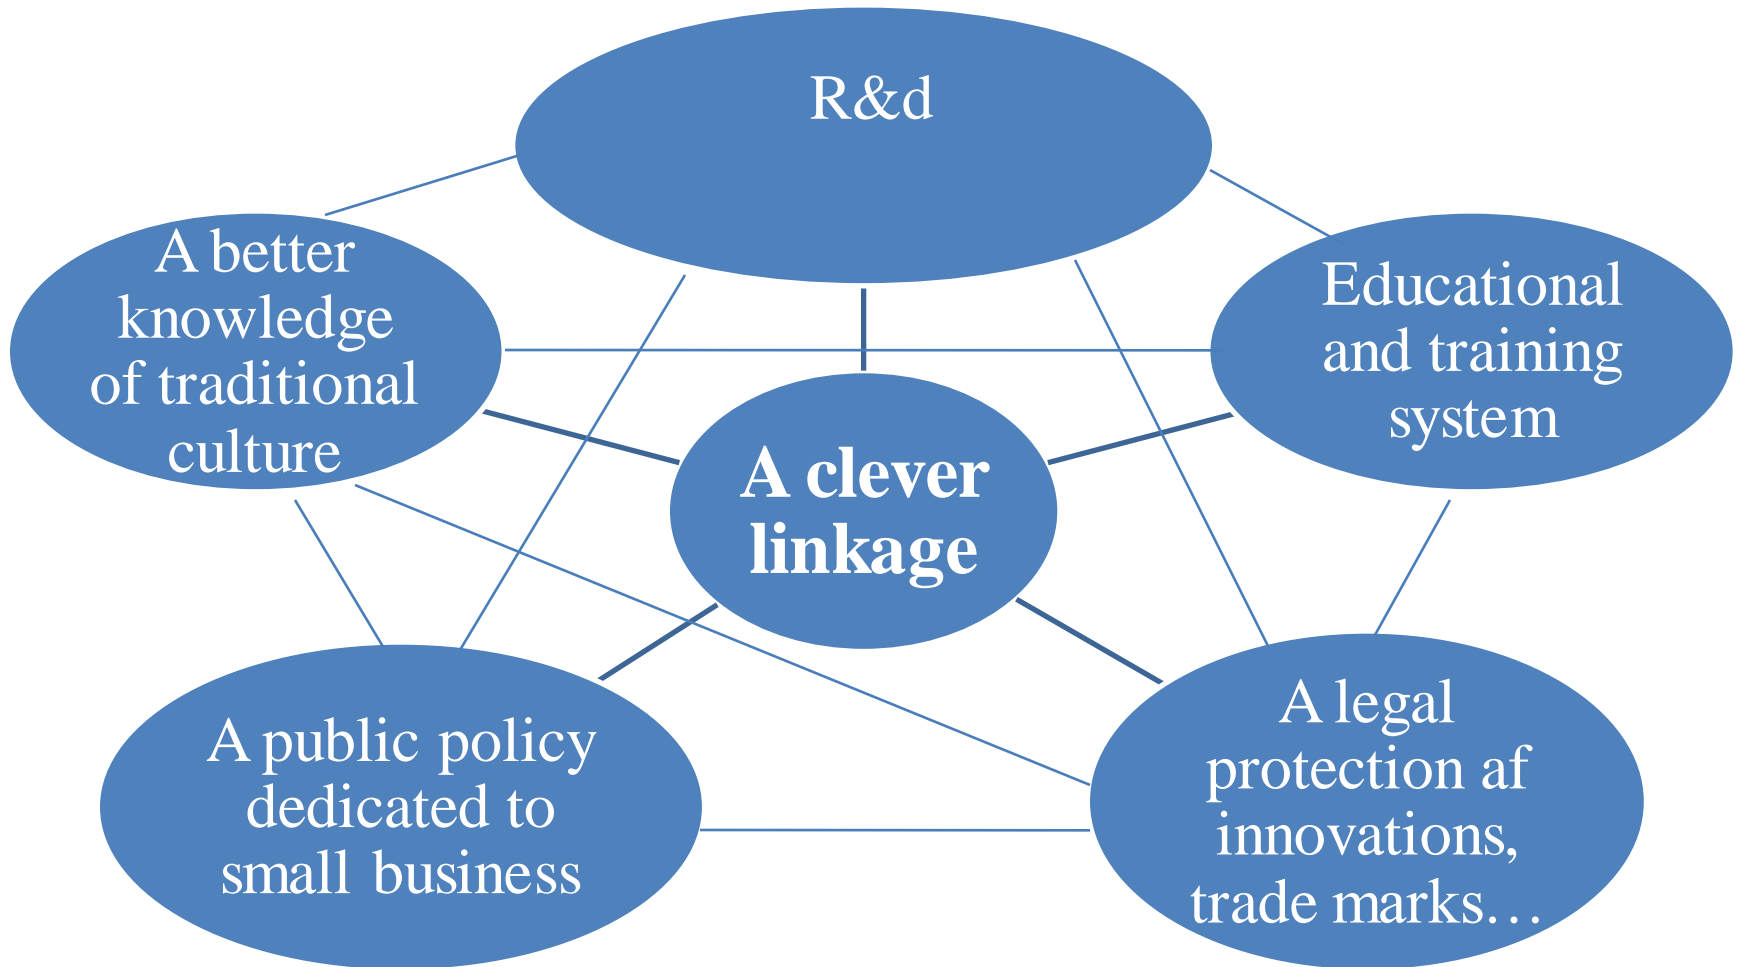 R&d
A better
knowledge
of traditional
culture
Educational
and training
system
A clever
linkage
A public policy
dedicated to
small business
A legal
protection af
innovations,
trade marks…